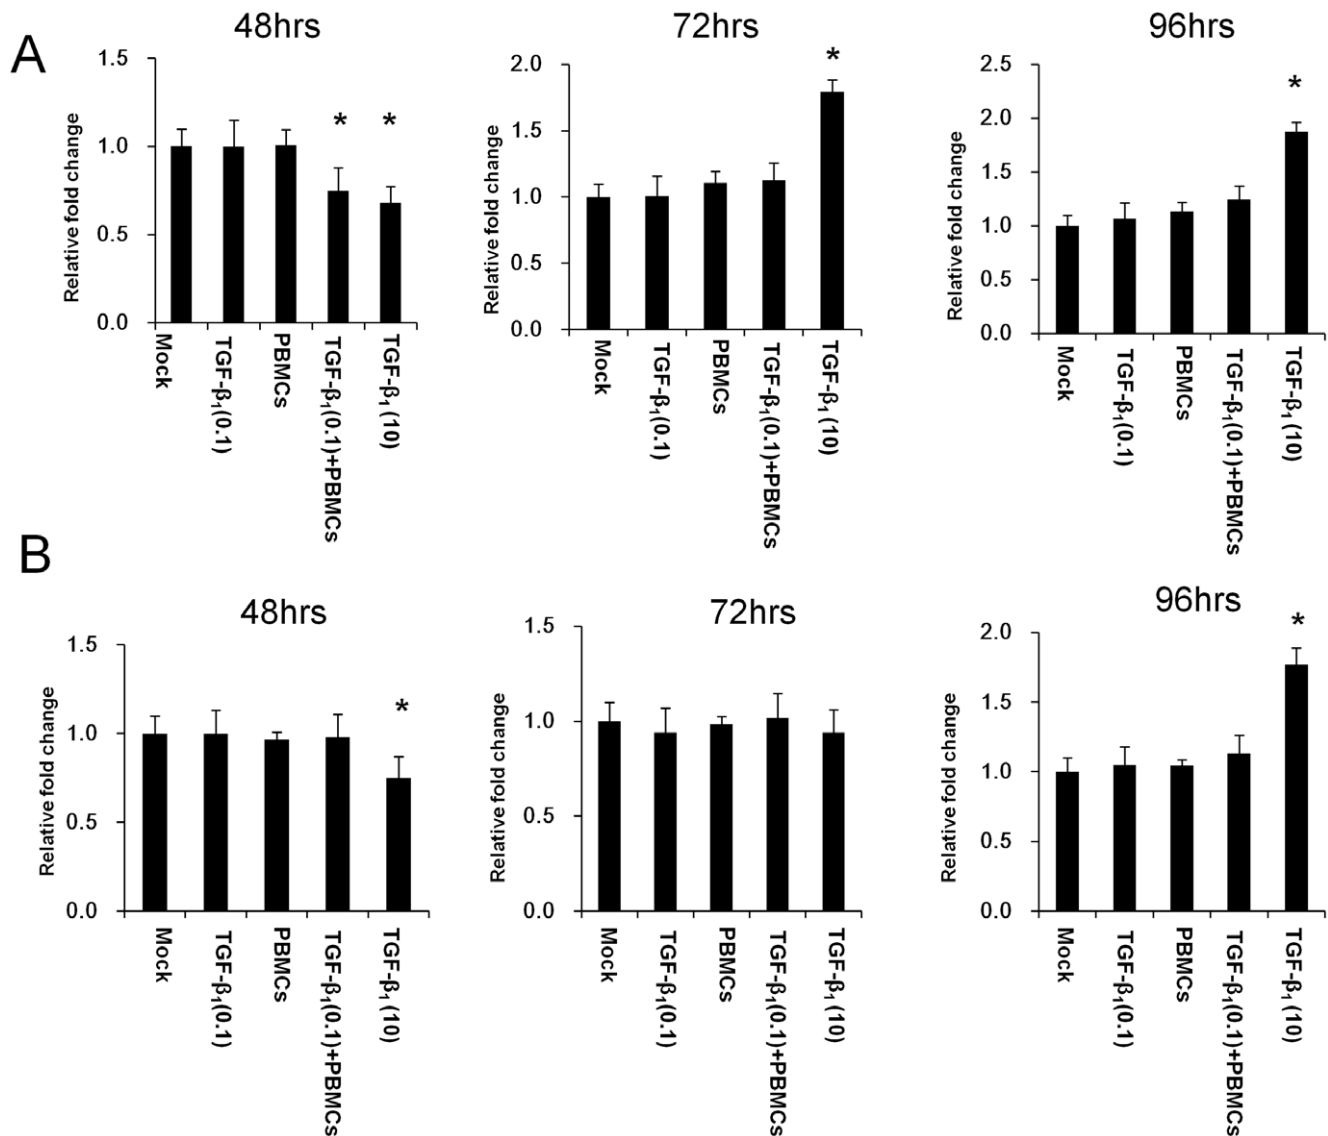 A
48hrs
Relative fold change
1.5
1.0
0.5
0.0
* *
Mock
TGF-β₁(0.1)
PBMCs
TGF-β₁(0.1)+PBMCs
TGF-β₁ (10)
72hrs
Relative fold change
2.0
1.5
1.0
0.5
0.0
*
Mock
TGF-β₁(0.1)
PBMCs
TGF-β₁(0.1)+PBMCs
TGF-β₁ (10)
96hrs
Relative fold change
2.5
2.0
1.5
1.0
0.5
0.0
*
Mock
TGF-β₁(0.1)
PBMCs
TGF-β₁(0.1)+PBMCs
TGF-β₁ (10)
B
48hrs
Relative fold change
1.5
1.0
0.5
0.0
*
Mock
TGF-β₁(0.1)
PBMCs
TGF-β₁(0.1)+PBMCs
TGF-β₁ (10)
72hrs
Relative fold change
1.5
1.0
0.5
0.0
Mock
TGF-β₁(0.1)
PBMCs
TGF-β₁(0.1)+PBMCs
TGF-β₁ (10)
96hrs
Relative fold change
2.0
1.5
1.0
0.5
0.0
*
Mock
TGF-β₁(0.1)
PBMCs
TGF-β₁(0.1)+PBMCs
TGF-β₁ (10)